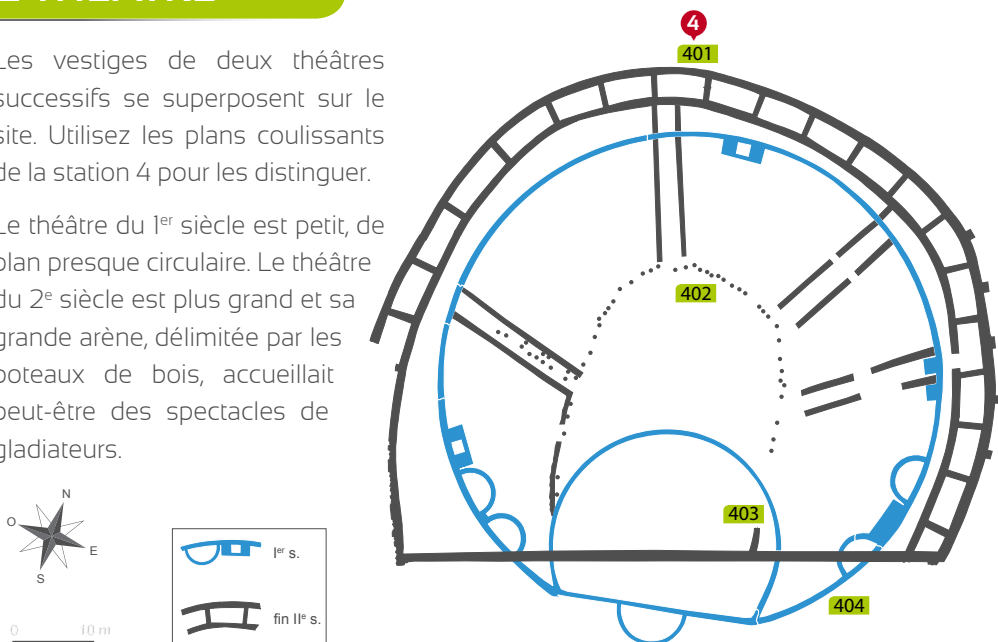 Les vestiges de deux théâtres
successifs se superposent sur le
site. Utilisez les plans coulissants
de la station 4 pour les distinguer.
Le théâtre du 1er siècle est petit, de
plan presque circulaire. Le théâtre
du 2e siècle est plus grand et sa
grande arène, délimitée par les
poteaux de bois, accueillait
peut-être des spectacles de
gladiateurs.
N
O
E
S
Ier s.
fin IIe s.
0 10 m
4
401
402
403
404